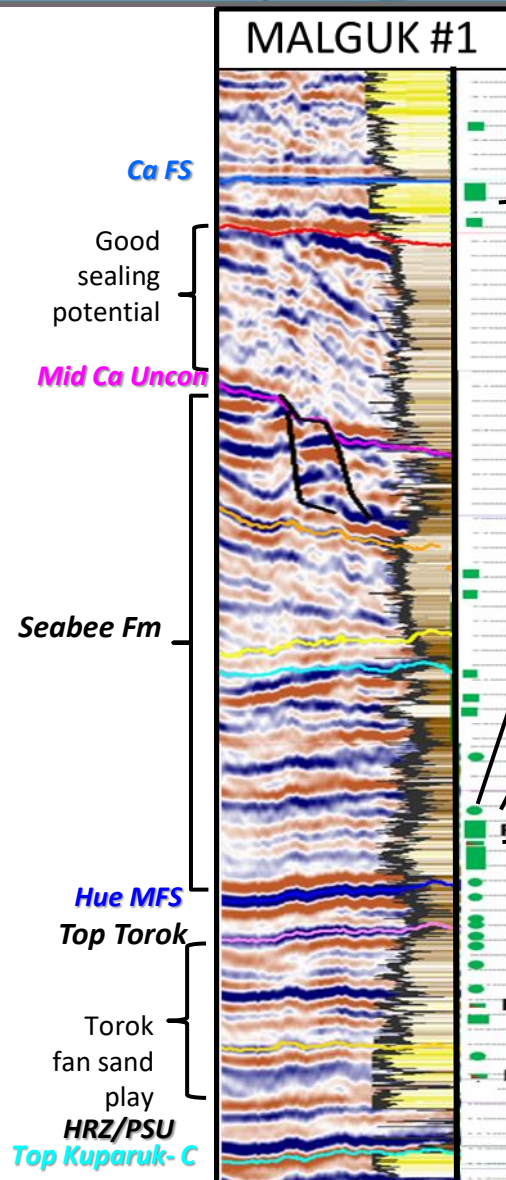 MALGUK #1
Ca FS
Good
sealing
potential
Mid Ca Uncon
Seabee Fm
Hue MFS
Top Torok
Torok
fan sand
play
HRZ/PSU
Top Kuparuk- C